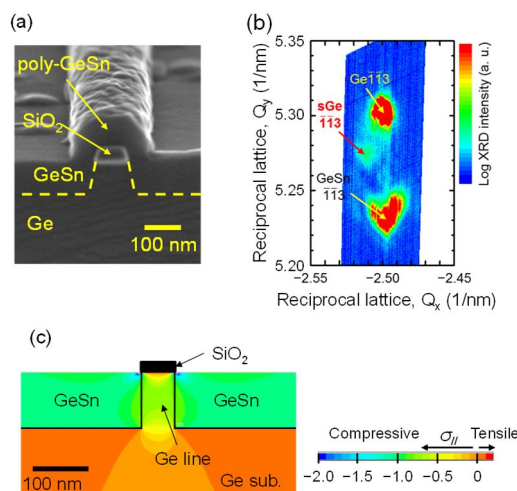 (a)
poly-GeSn
SiO₂
GeSn
Ge
100 nm
(b)
Reciprocal lattice, Qy (1/nm)
5.35
5.30
5.25
5.20
Ge1̅1̅3
sGe
1̅1̅3
GeSn
1̅1̅3
−2.55
−2.50
−2.45
Reciprocal lattice, Qx (1/nm)
Log XRD intensity (a. u.)
(c)
SiO₂
GeSn
GeSn
Ge line
100 nm
Ge sub.
Compressive
σ//
Tensile
−2.0
−1.5
−1.0
−0.5
0